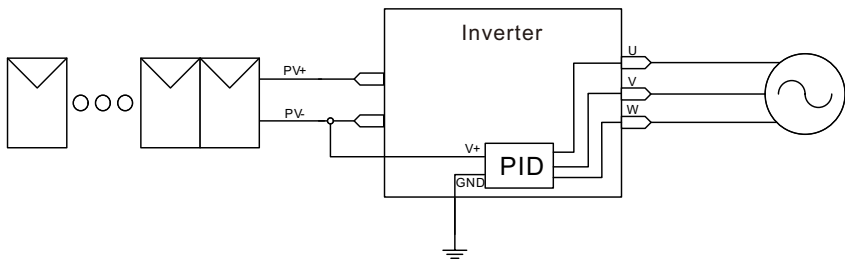 Inverter
U
PV+
V
PV-
W
V+
PID
GND